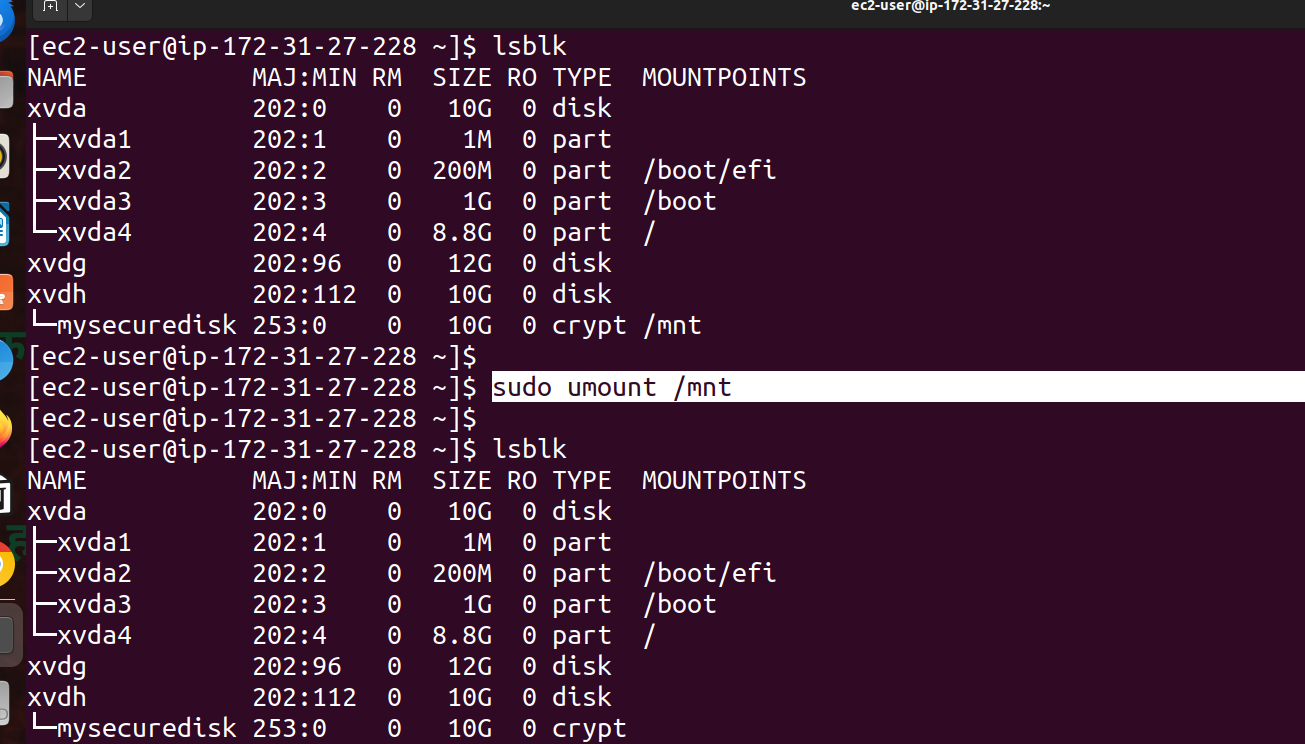 ec2-user@ip-172-31-27-228:~
[ec2-user@ip-172-31-27-228 ~]$ lsblk
NAME           MAJ:MIN RM  SIZE RO TYPE  MOUNTPOINTS
xvda           202:0    0   10G  0 disk
├─xvda1        202:1    0    1M  0 part
├─xvda2        202:2    0  200M  0 part  /boot/efi
├─xvda3        202:3    0    1G  0 part  /boot
└─xvda4        202:4    0  8.8G  0 part  /
xvdg           202:96   0   12G  0 disk
xvdh           202:112  0   10G  0 disk
└─mysecuredisk 253:0    0   10G  0 crypt /mnt
[ec2-user@ip-172-31-27-228 ~]$
[ec2-user@ip-172-31-27-228 ~]$ sudo umount /mnt
[ec2-user@ip-172-31-27-228 ~]$
[ec2-user@ip-172-31-27-228 ~]$ lsblk
NAME           MAJ:MIN RM  SIZE RO TYPE  MOUNTPOINTS
xvda           202:0    0   10G  0 disk
├─xvda1        202:1    0    1M  0 part
├─xvda2        202:2    0  200M  0 part  /boot/efi
├─xvda3        202:3    0    1G  0 part  /boot
└─xvda4        202:4    0  8.8G  0 part  /
xvdg           202:96   0   12G  0 disk
xvdh           202:112  0   10G  0 disk
└─mysecuredisk 253:0    0   10G  0 crypt